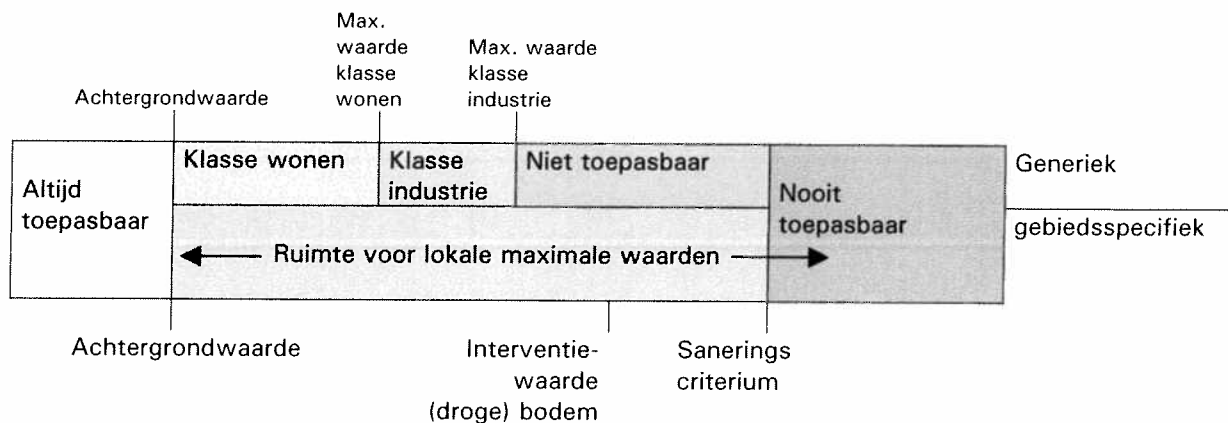 Max.
waarde
klasse
wonen
Max. waarde
klasse
industrie
Achtergrondwaarde
Klasse wonen
Klasse
industrie
Niet toepasbaar
Altijd
toepasbaar
Nooit
toepasbaar
Generiek
gebiedsspecifiek
Ruimte voor lokale maximale waarden
Achtergrondwaarde
Interventie-
waarde
(droge) bodem
Sanerings
criterium